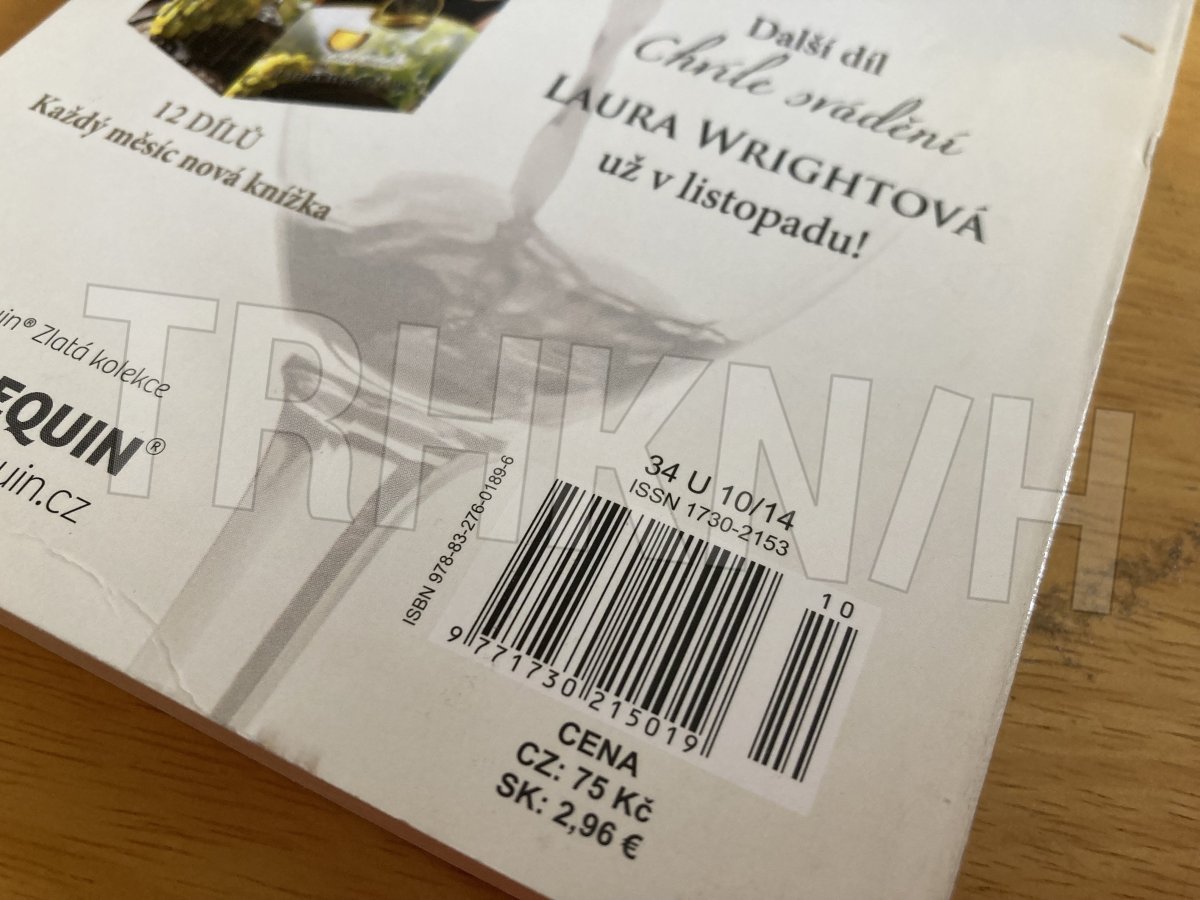 Další díl
Chvíle svádění
LAURA WRIGHTOVÁ
už v listopadu!
12 DÍLŮ
Každý měsíc nová knížka
Zlatá kolekce
EQUIN®
uin.cz
TRHKN/H
ISBN 978-83-276-0189-6
34 U 10/14
ISSN 1730-2153
10
9 771730 215019
CENA
CZ: 75 Kč
SK: 2,96 €